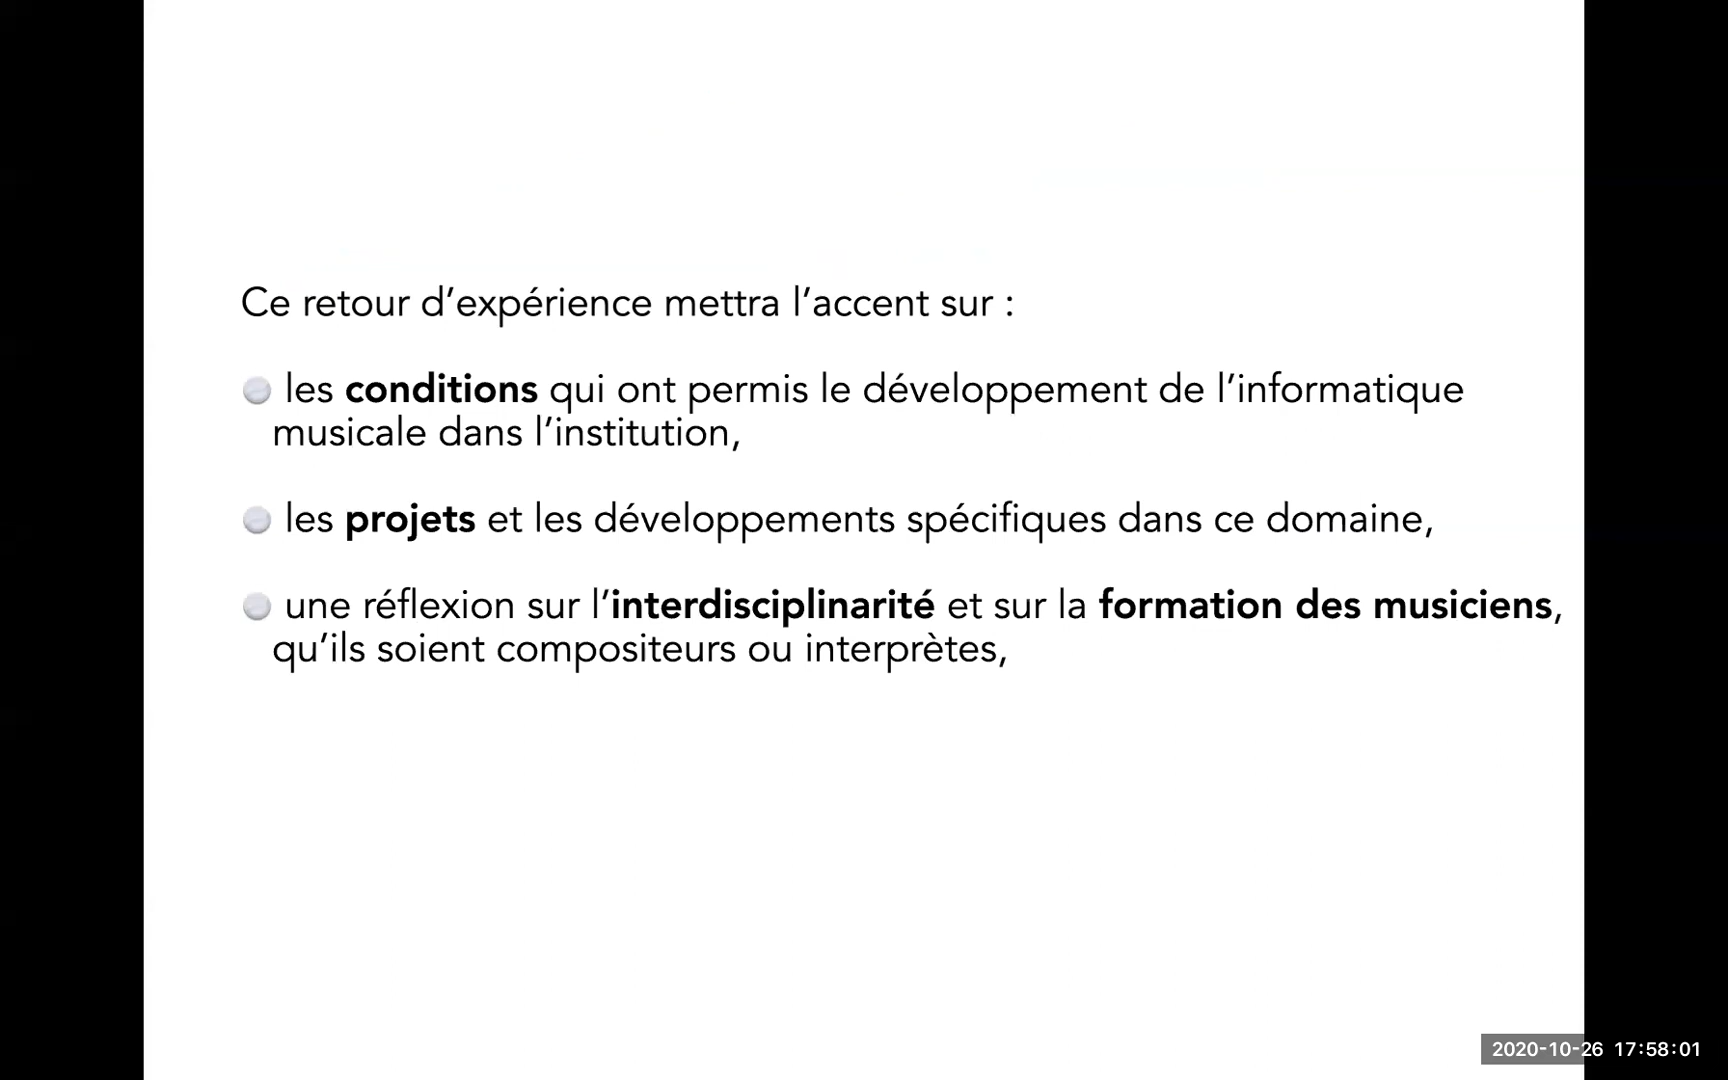 Ce retour d’expérience mettra l’accent sur :
les conditions qui ont permis le développement de l’informatique
musicale dans l’institution,
les projets et les développements spécifiques dans ce domaine,
une réflexion sur l’interdisciplinarité et sur la formation des musiciens,
qu’ils soient compositeurs ou interprètes,
2020-10-26 17:58:01